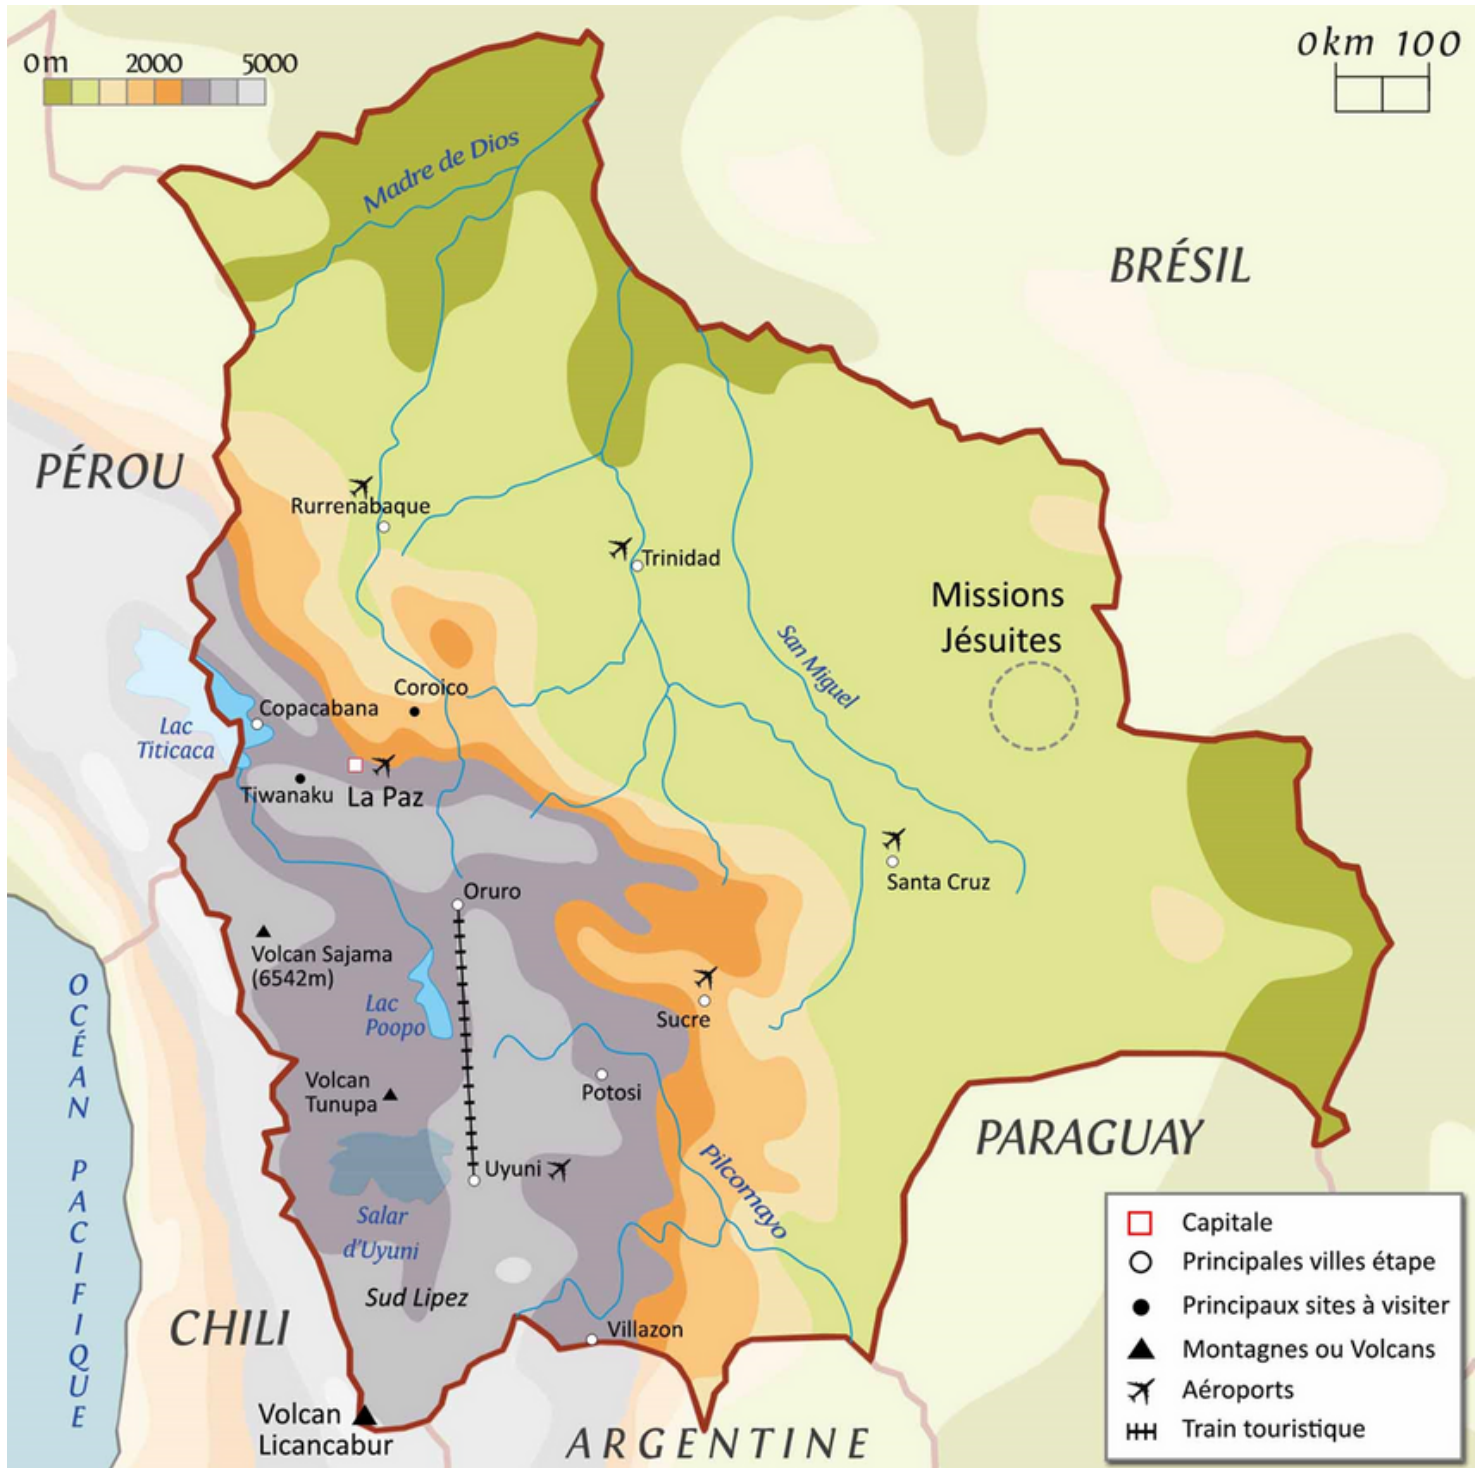 0 m 2000 5000
0 km 100
Madre de Dios
BRÉSIL
PÉROU
Rurrenabaque
Trinidad
Missions
Jésuites
San Miguel
Coroico
Copacabana
Lac
Titicaca
Tiwanaku
La Paz
Santa Cruz
Oruro
Volcan Sajama
(6542m)
Lac
Poopo
Sucre
OCÉAN PACIFIQUE
Volcan
Tunupa
Potosi
PARAGUAY
Pilcomayo
Uyuni
Salar
d'Uyuni
Sud Lipez
CHILI
Villazon
Volcan
Licancabur
ARGENTINE
Capitale
Principales villes étape
Principaux sites à visiter
Montagnes ou Volcans
Aéroports
Train touristique